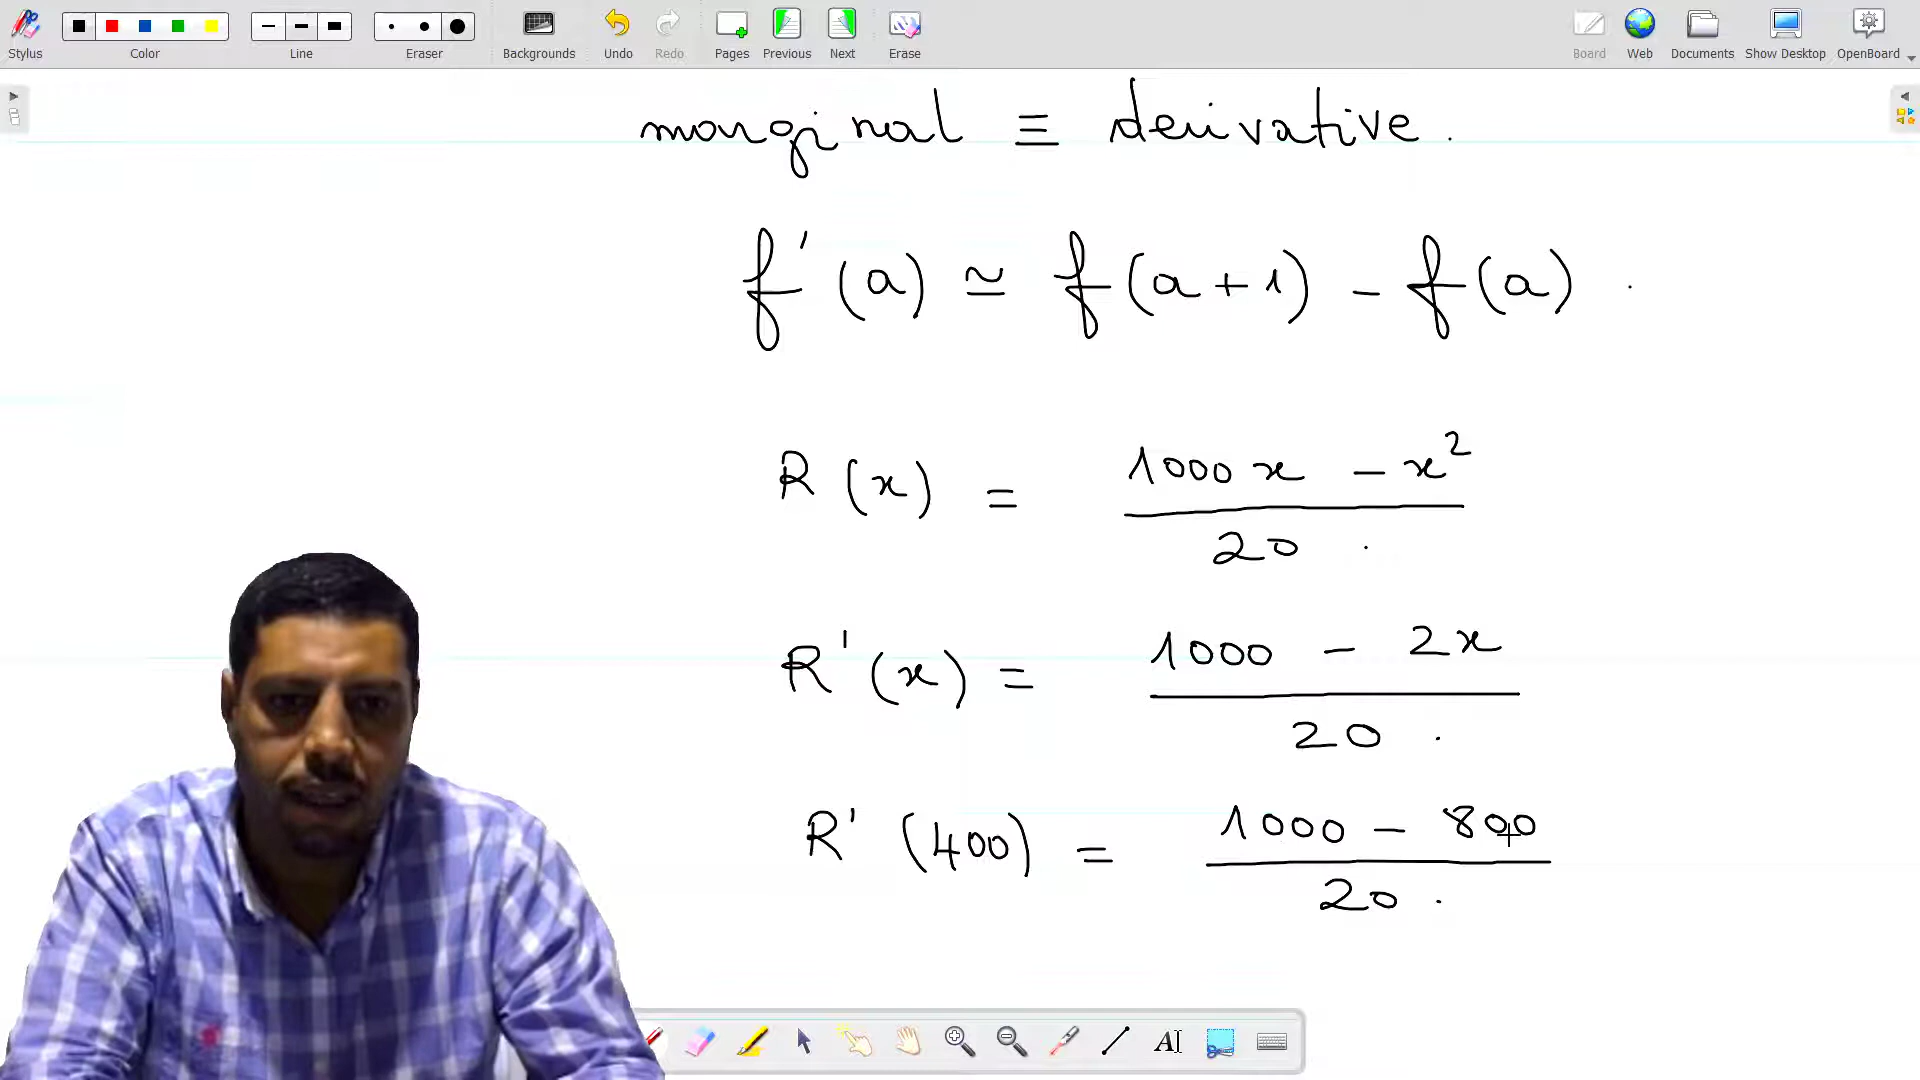 Stylus Color Line Eraser Backgrounds Undo Redo Pages Previous Next Erase Board Web Documents Show Desktop OpenBoard
marginal ≡ derivative.
f'(a) ≃ f(a+1) - f(a) .
R(x) = (1000x - x²)/20 .
R'(x) = (1000 - 2x)/20 .
R'(400) = (1000 - 800)/20 .
AI